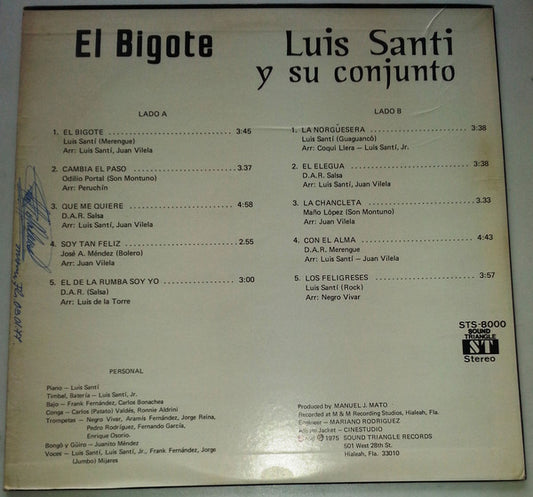 El Bigote
Luis Santi
y su conjunto
LADO A
1. EL BIGOTE 3:45
Luis Santí (Merengue)
Arr: Luis Santí, Juan Vilela
2. CAMBIA EL PASO 3.37
Odilio Portal (Son Montuno)
Arr: Peruchín
3. QUE ME QUIERE 4:58
D.A.R. Salsa
Arr: Luis Santí, Juan Vilela
4. SOY TAN FELIZ 2.55
José A. Méndez (Bolero)
Arr: Juan Vilela
5. EL DE LA RUMBA SOY YO 3:00
D.A.R. (Salsa)
Arr: Luis de la Torre
LADO B
1. LA NORGÜESERA 3:38
Luis Santí (Guaguancó)
Arr: Coqui Llera — Luis Santí, Jr.
2. EL ELEGUA 3:38
D.A.R. Salsa
Arr: Luis Santí, Juan Vilela
3. LA CHANCLETA 3.33
Maño López (Son Montuno)
Arr: Juan Vilela
4. CON EL ALMA 4:43
D.A.R. Merengue
Arr: Luis Santi — Juan Vilela
5. LOS FELIGRESES 3:57
Luis Santí (Rock)
Arr: Negro Vivar
STS-8000
SOUND
TRIANGLE
ST
Stereo
PERSONAL
Piano — Luis Santí
Timbal, Batería — Luis Santí, Jr.
Bajo — Frank Fernández, Carlos Bonachea
Conga — Carlos (Patato) Valdés, Ronnie Aldrini
Trompetas — Negro Vivar, Aramís Fernández, Jorge Reina,
Pedro Rodríguez, Fernando García,
Enrique Osorio.
Bongó y Güiro — Juanito Méndez
Voces — Luis Santí, Luis Santí, Jr., Frank Fernández, Jorge
(Jumbo) Mijares
Produced by MANUEL J. MATO
Recorded at M & M Recording Studios, Hialeah, Fla.
Engineer — MARIANO RODRIGUEZ
Jacket — CINESTUDIO
1975 SOUND TRIANGLE RECORDS
501 West 28th St.
Hialeah, Fla. 33010